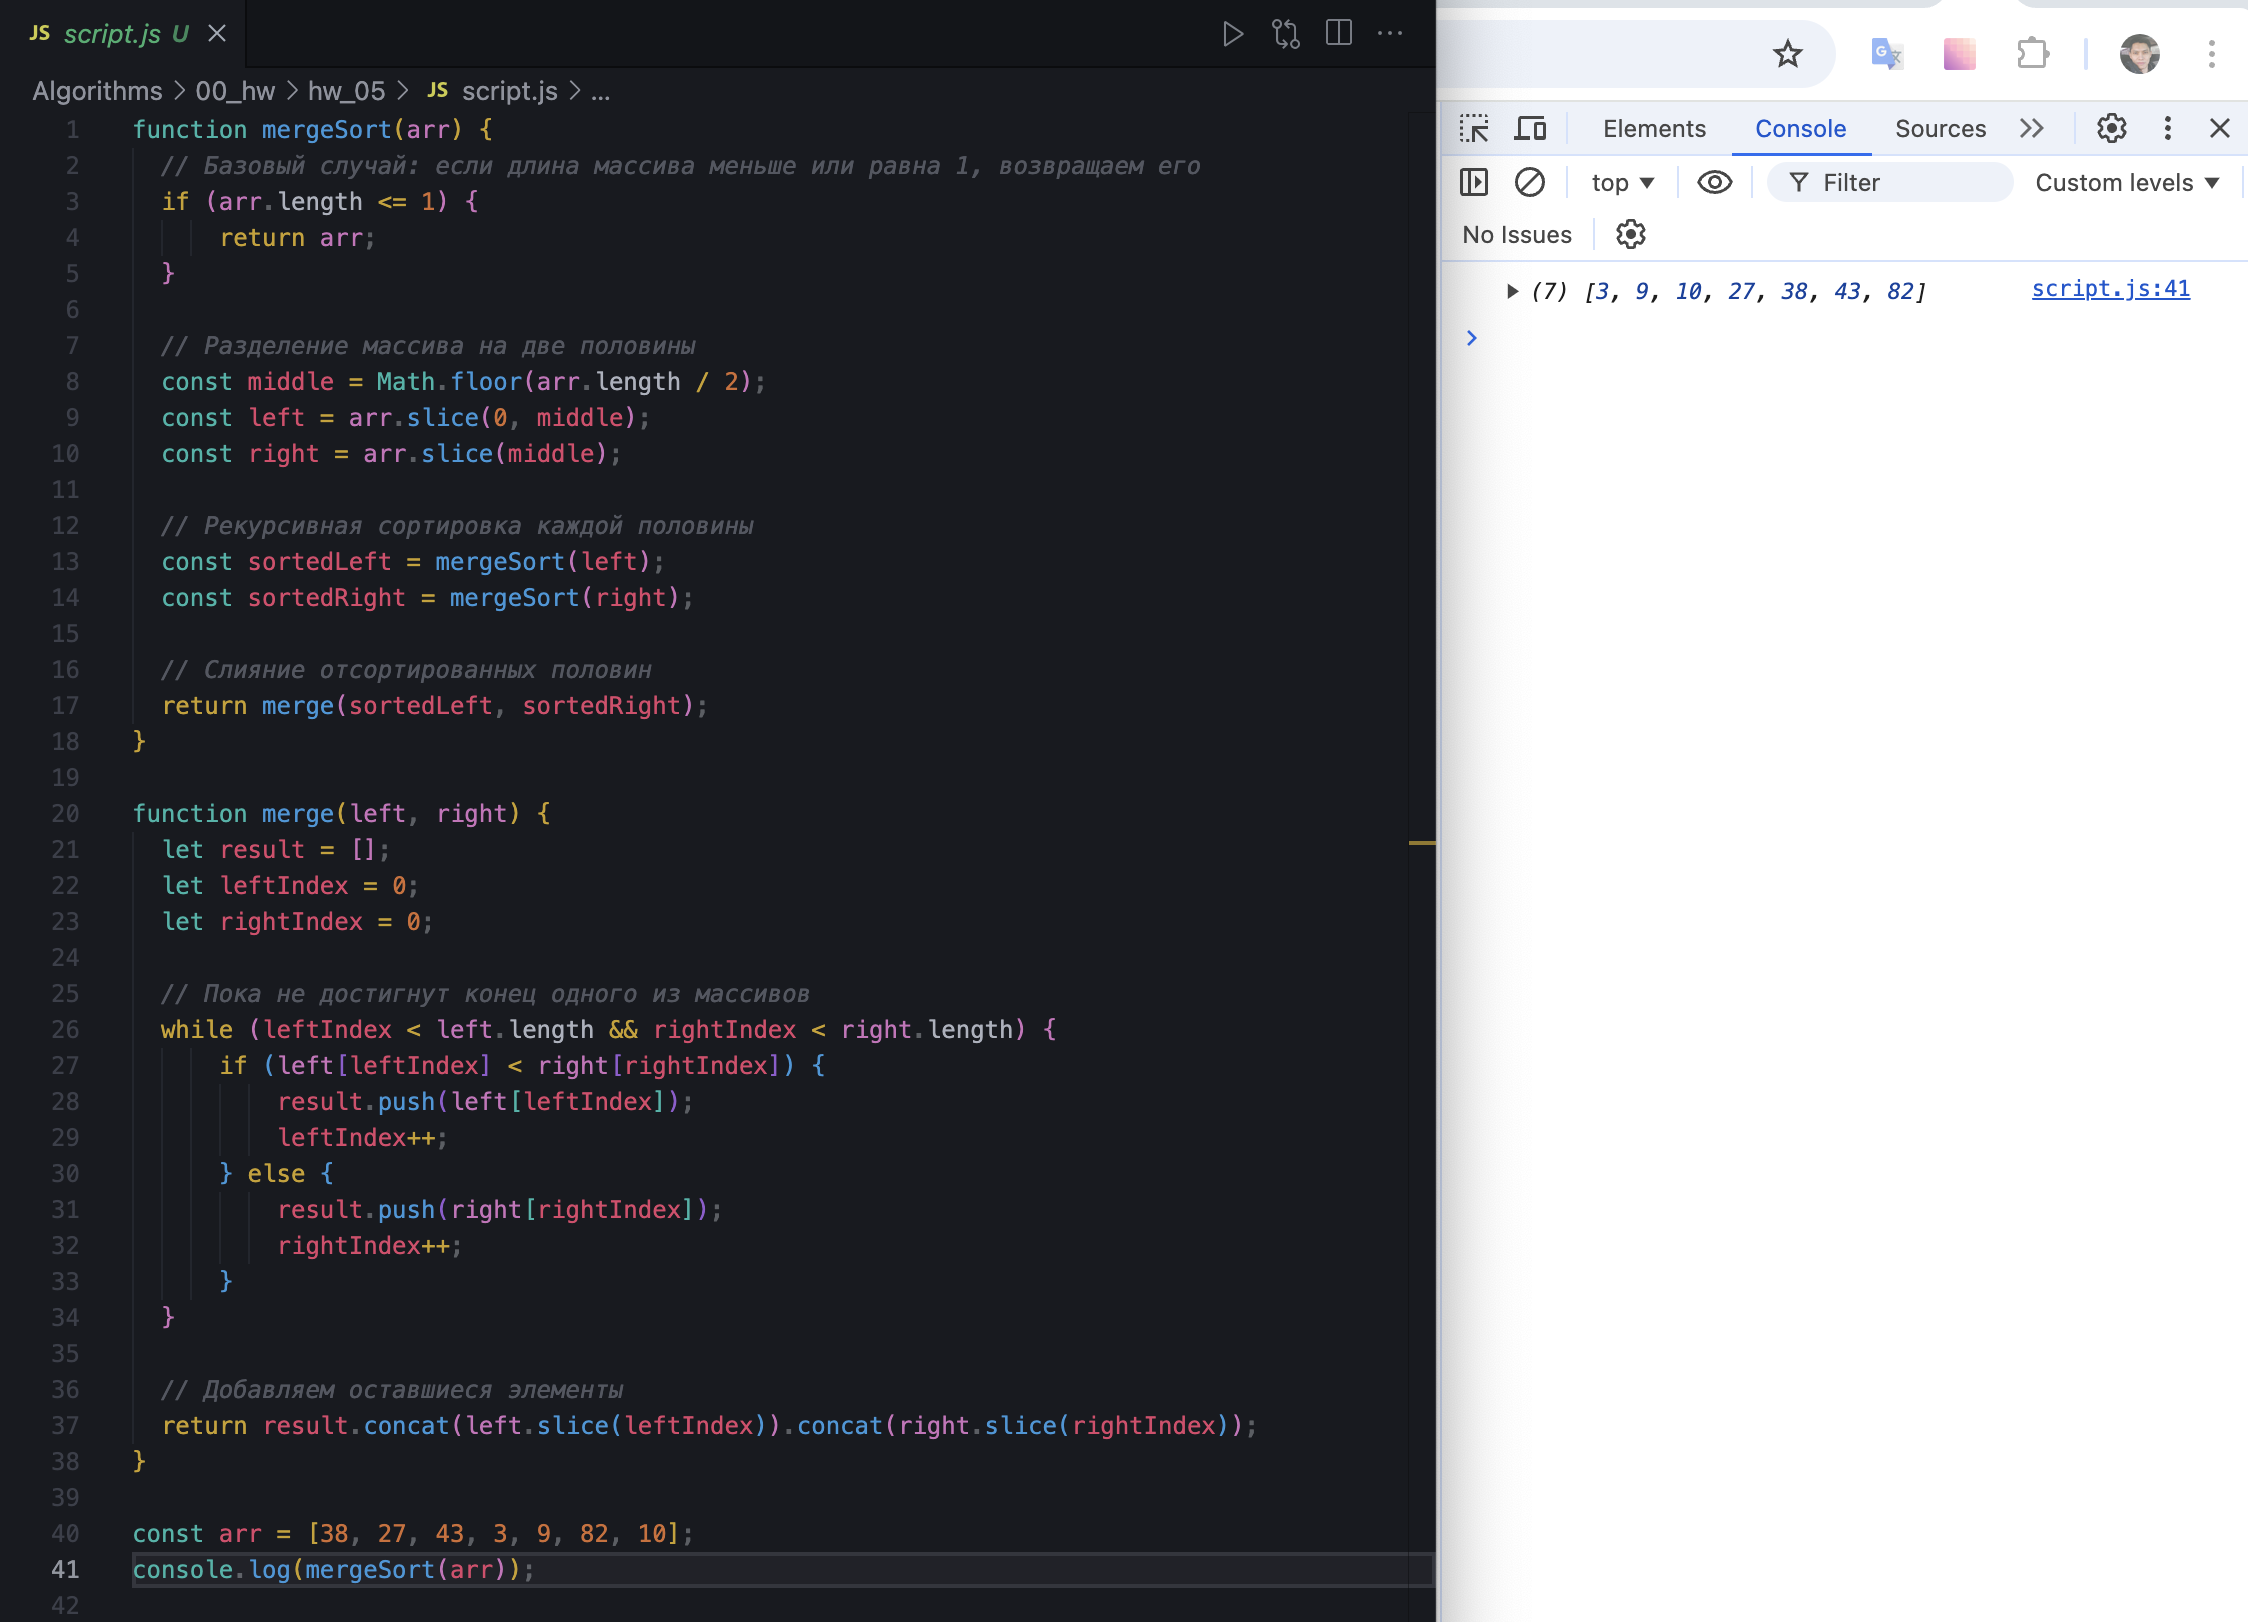 JS script.js U
Algorithms > 00_hw > hw_05 > JS script.js > ...
1 function mergeSort(arr) {
2 // Базовый случай: если длина массива меньше или равна 1, возвращаем его
3 if (arr.length <= 1) {
4 return arr;
5 }
6
7 // Разделение массива на две половины
8 const middle = Math.floor(arr.length / 2);
9 const left = arr.slice(0, middle);
10 const right = arr.slice(middle);
11
12 // Рекурсивная сортировка каждой половины
13 const sortedLeft = mergeSort(left);
14 const sortedRight = mergeSort(right);
15
16 // Слияние отсортированных половин
17 return merge(sortedLeft, sortedRight);
18 }
19
20 function merge(left, right) {
21 let result = [];
22 let leftIndex = 0;
23 let rightIndex = 0;
24
25 // Пока не достигнут конец одного из массивов
26 while (leftIndex < left.length && rightIndex < right.length) {
27 if (left[leftIndex] < right[rightIndex]) {
28 result.push(left[leftIndex]);
29 leftIndex++;
30 } else {
31 result.push(right[rightIndex]);
32 rightIndex++;
33 }
34 }
35
36 // Добавляем оставшиеся элементы
37 return result.concat(left.slice(leftIndex)).concat(right.slice(rightIndex));
38 }
39
40 const arr = [38, 27, 43, 3, 9, 82, 10];
41 console.log(mergeSort(arr));
42
Elements Console Sources
top Filter Custom levels
No Issues
(7) [3, 9, 10, 27, 38, 43, 82] script.js:41